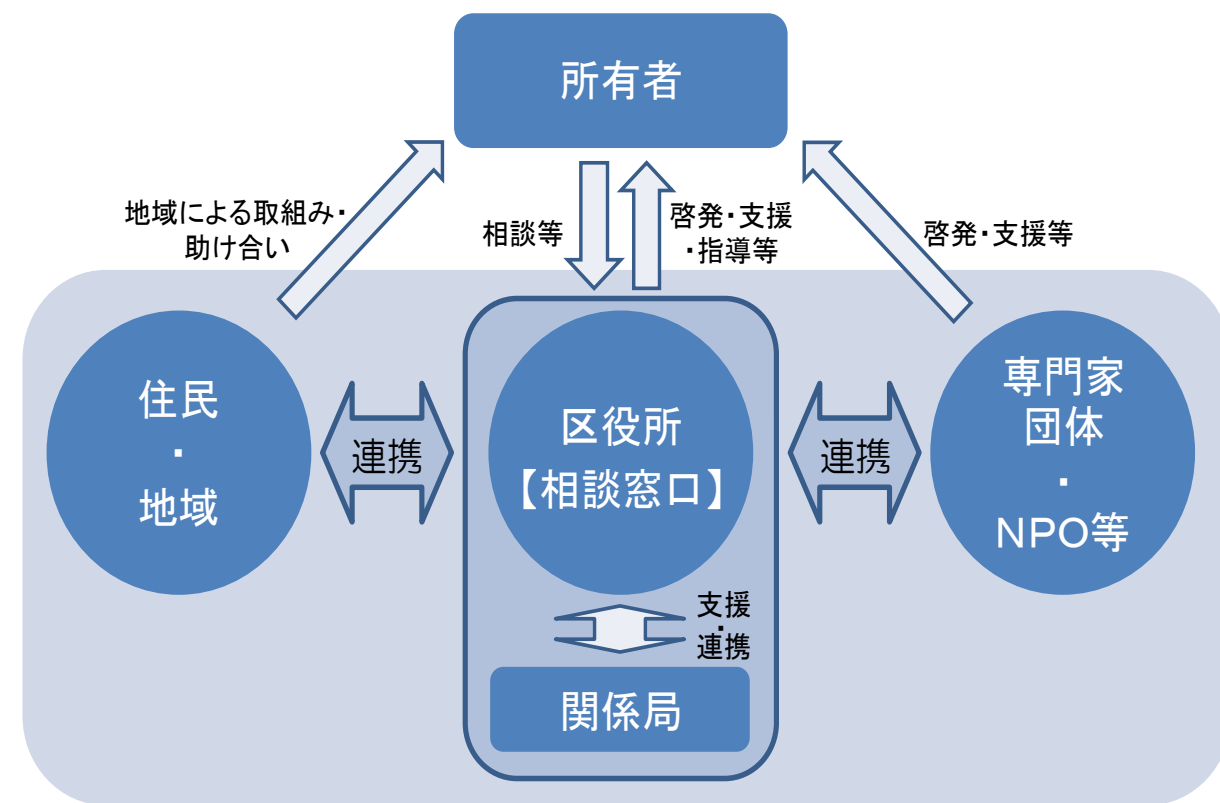 所有者
地域による取組み・
助け合い
相談等
啓発・支援
・指導等
啓発・支援等
住民
・
地域
連携
区役所
【相談窓口】
連携
専門家
団体
・
NPO等
支援
・
連携
関係局